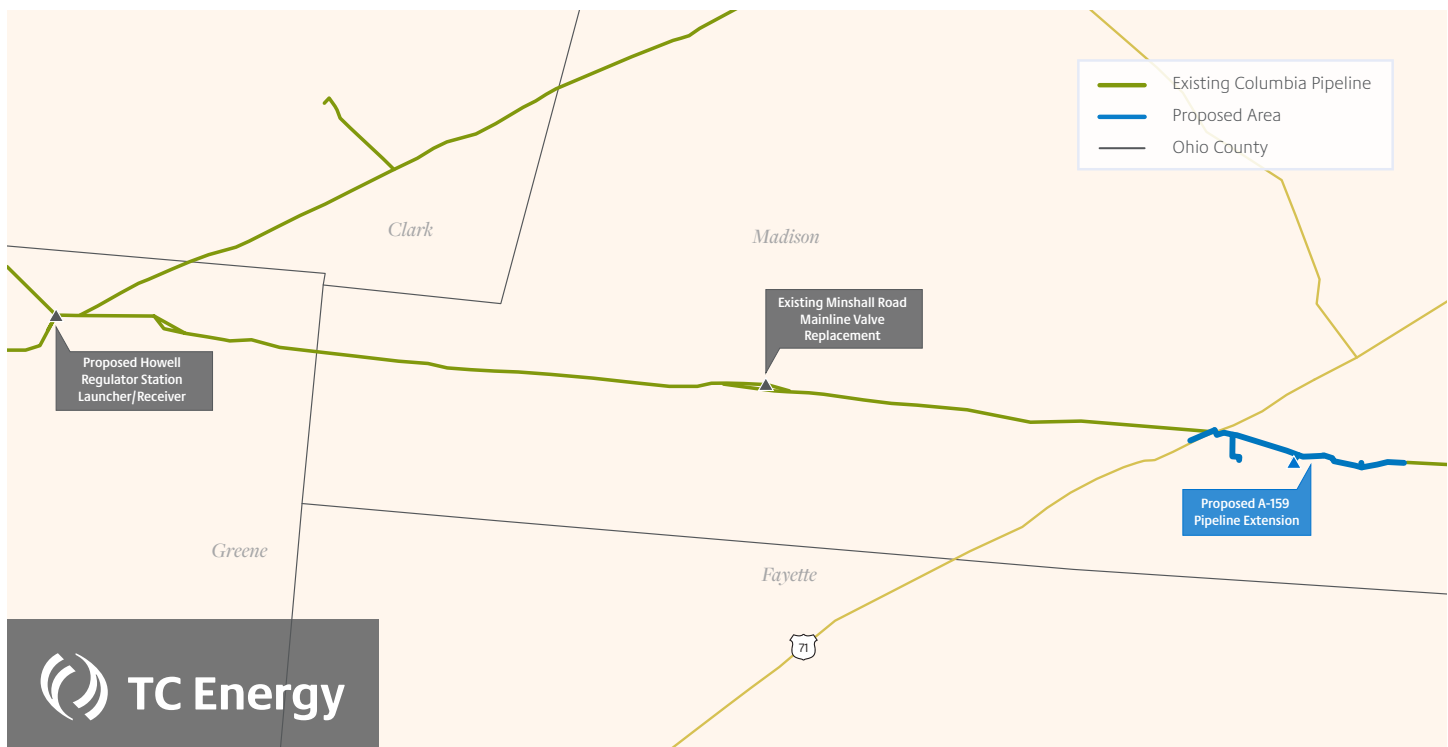 Existing Columbia Pipeline
Proposed Area
Ohio County
Clark
Madison
Existing Minshall Road
Mainline Valve
Replacement
Proposed Howell
Regulator Station
Launcher/Receiver
Proposed A-159
Pipeline Extension
Greene
Fayette
71
TC Energy